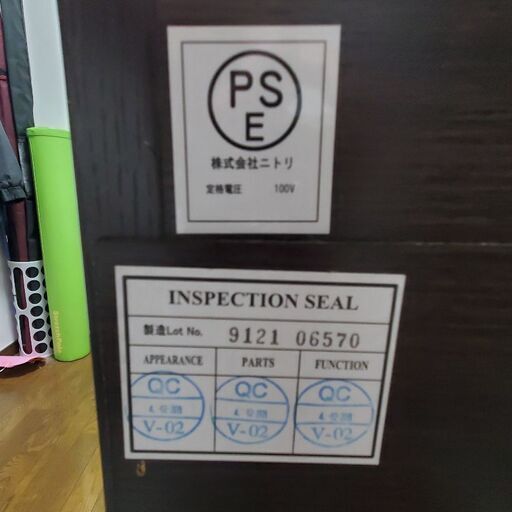 PS
E
株式会社ニトリ
定格電圧 100V
INSPECTION SEAL
製造Lot No. 9121 06570
APPEARANCE PARTS FUNCTION
QC QC QC
V-02 V-02 V-02